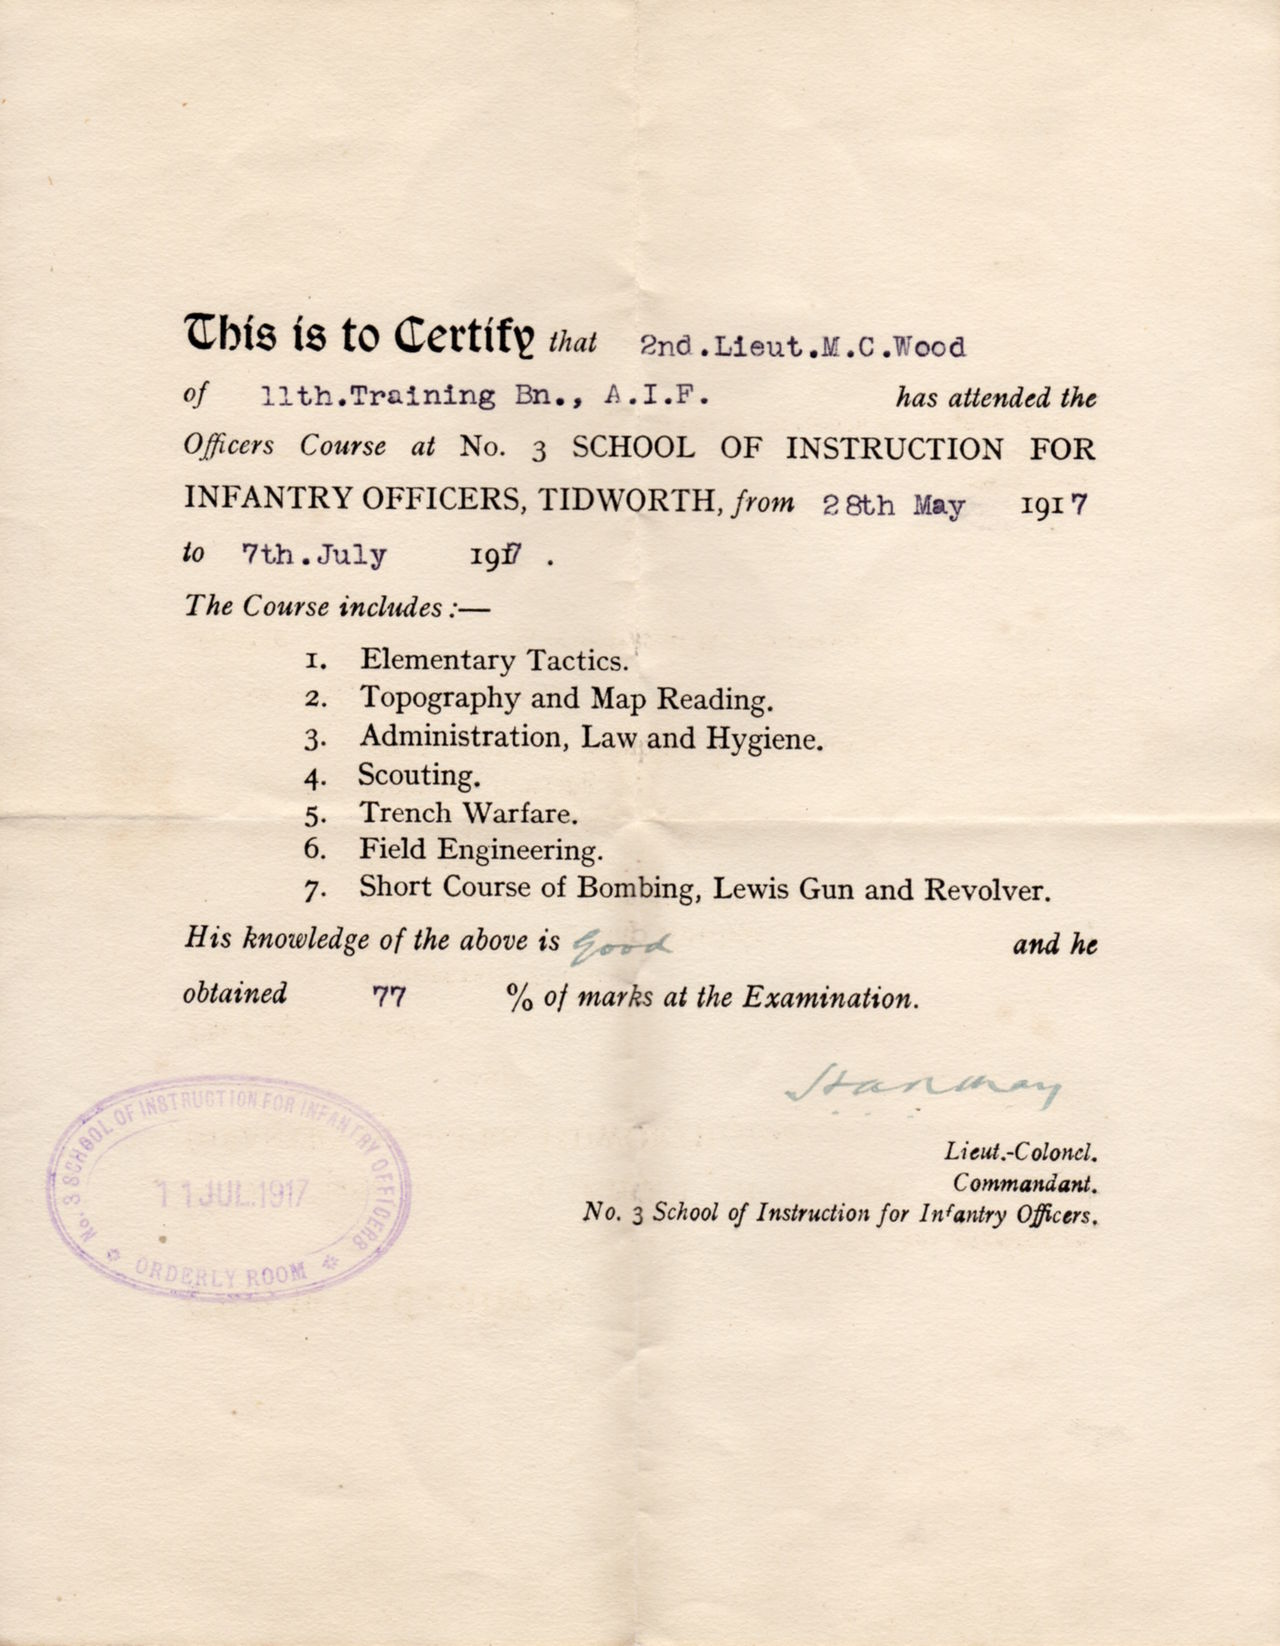 This is to Certify that 2nd.Lieut.M.C.Wood
of 11th.Training Bn., A.I.F. has attended the
Officers Course at No. 3 SCHOOL OF INSTRUCTION FOR
INFANTRY OFFICERS, TIDWORTH, from 28th May 1917
to 7th.July 1917 .
The Course includes :—
1. Elementary Tactics.
2. Topography and Map Reading.
3. Administration, Law and Hygiene.
4. Scouting.
5. Trench Warfare.
6. Field Engineering.
7. Short Course of Bombing, Lewis Gun and Revolver.
His knowledge of the above is Good and he
obtained 77 % of marks at the Examination.
Lieut.-Colonel.
Commandant.
No. 3 School of Instruction for Infantry Officers.
No. 3 SCHOOL OF INSTRUCTION FOR INFANTRY OFFICERS
11 JUL.1917
ORDERLY ROOM